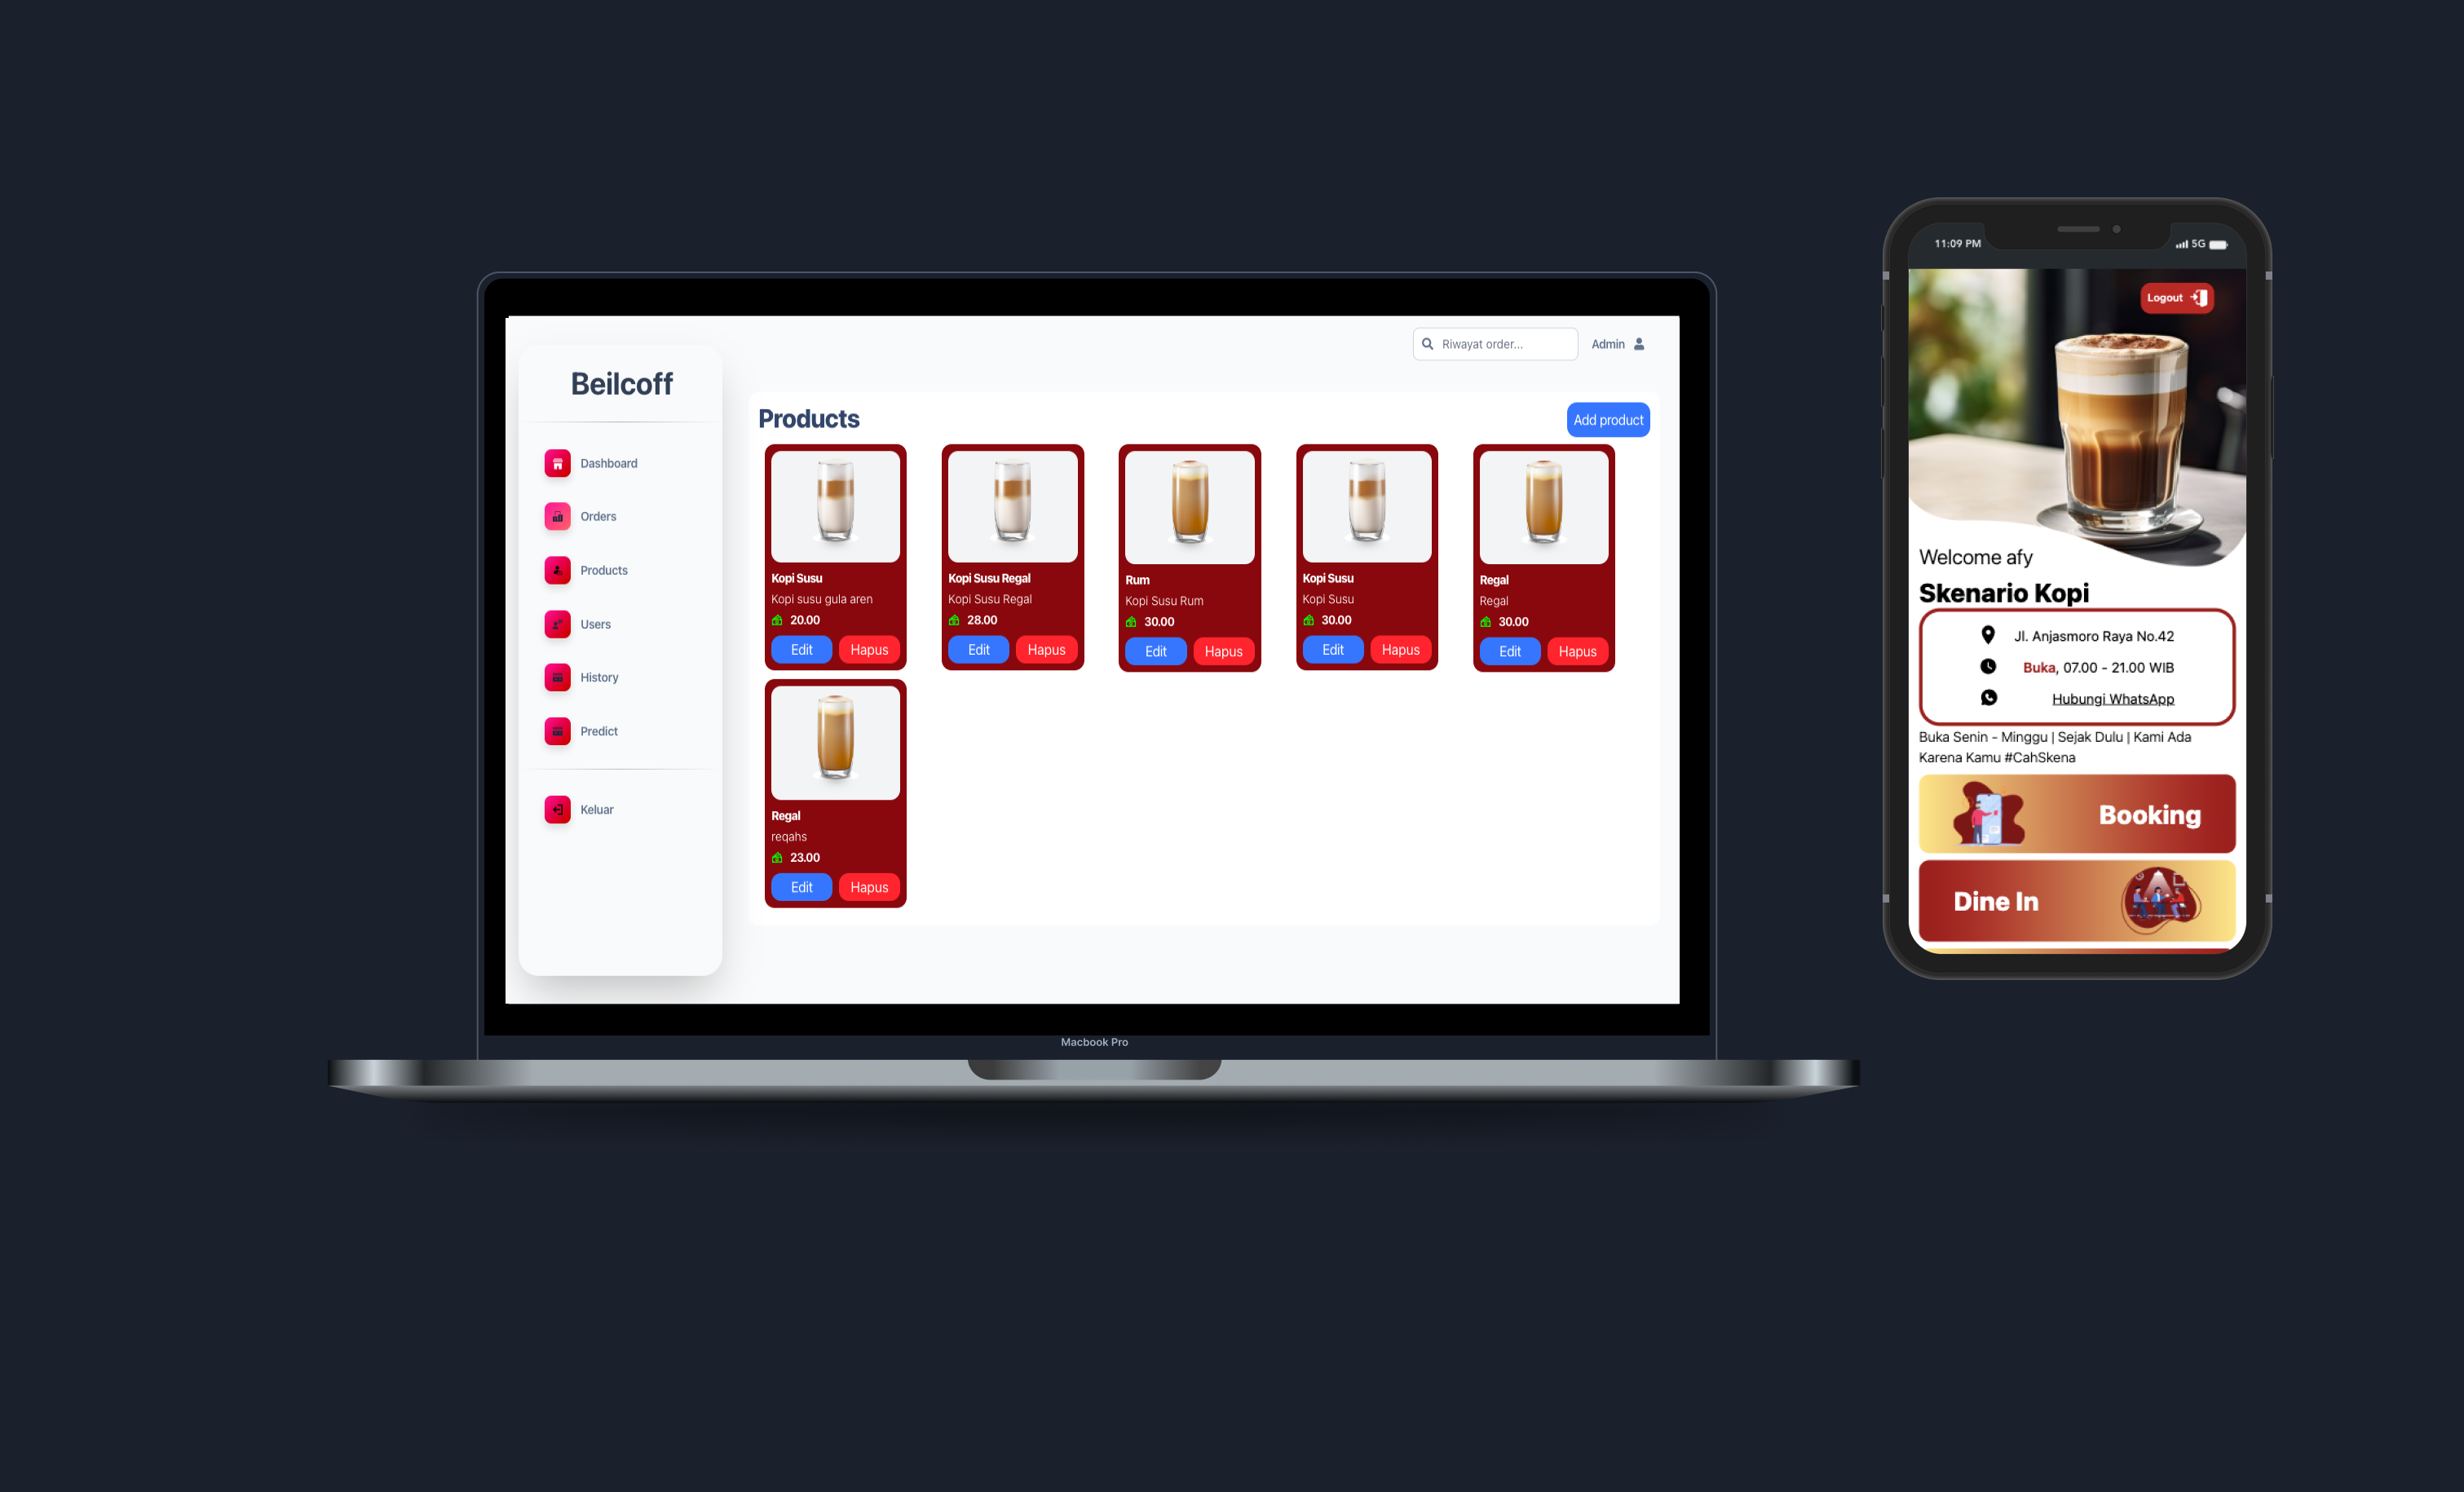 Beilcoff
Dashboard
Orders
Products
Users
History
Predict
Keluar
Riwayat order...
Admin
Products
Add product
Kopi Susu
Kopi susu gula aren
20.00
Edit Hapus
Kopi Susu Regal
Kopi Susu Regal
28.00
Edit Hapus
Rum
Kopi Susu Rum
30.00
Edit Hapus
Kopi Susu
Kopi Susu
30.00
Edit Hapus
Regal
Regal
30.00
Edit Hapus
Regal
reqahs
23.00
Edit Hapus
Macbook Pro
11:09 PM 5G
Logout
Welcome afy
Skenario Kopi
Jl. Anjasmoro Raya No.42
Buka, 07.00 - 21.00 WIB
Hubungi WhatsApp
Buka Senin - Minggu | Sejak Dulu | Kami Ada
Karena Kamu #CahSkena
Booking
Dine In